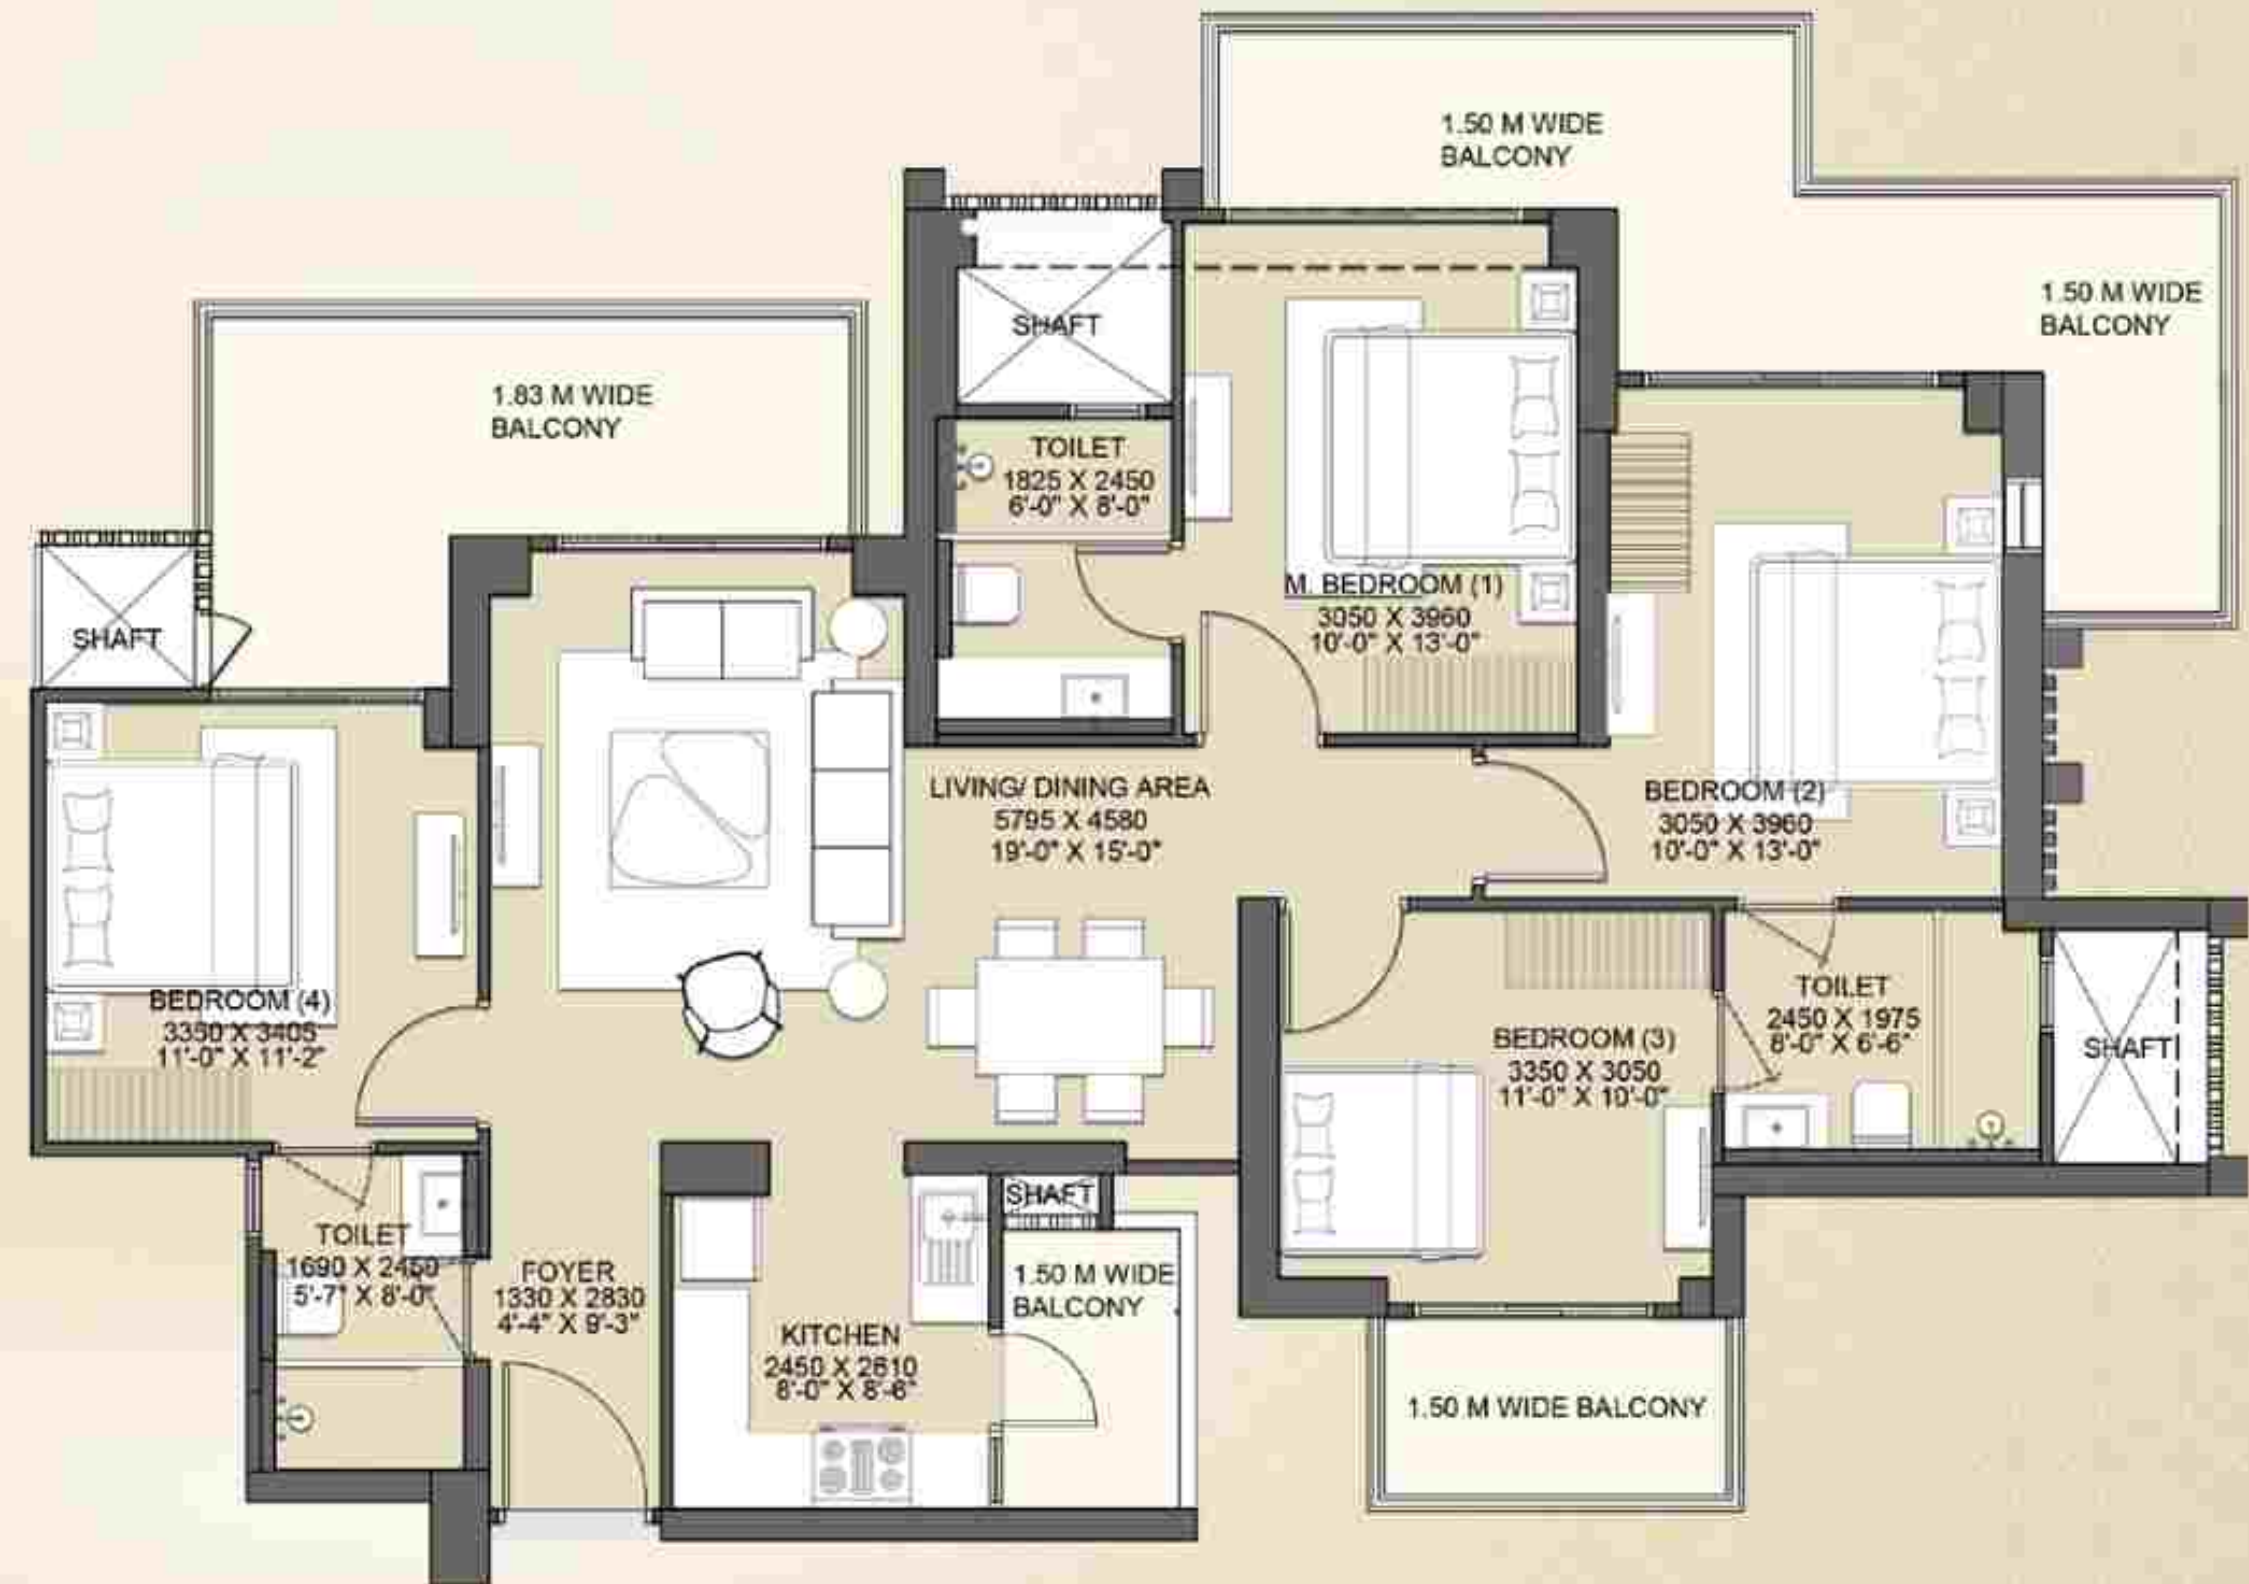 1.50 M WIDE
BALCONY
1.50 M WIDE
BALCONY
SHAFT
1.83 M WIDE
BALCONY
TOILET
1825 X 2450
6'-0" X 8'-0"
M. BEDROOM (1)
3050 X 3960
10'-0" X 13'-0"
SHAFT
LIVING/ DINING AREA
5795 X 4580
19'-0" X 15'-0"
BEDROOM (2)
3050 X 3960
10'-0" X 13'-0"
BEDROOM (4)
3350 X 3405
11'-0" X 11'-2"
TOILET
2450 X 1975
8'-0" X 6'-6"
BEDROOM (3)
3350 X 3050
11'-0" X 10'-0"
SHAFT
SHAFT
TOILET
1690 X 2450
5'-7" X 8'-0"
FOYER
1330 X 2830
4'-4" X 9'-3"
1.50 M WIDE
BALCONY
KITCHEN
2450 X 2610
8'-0" X 8'-6"
1.50 M WIDE BALCONY